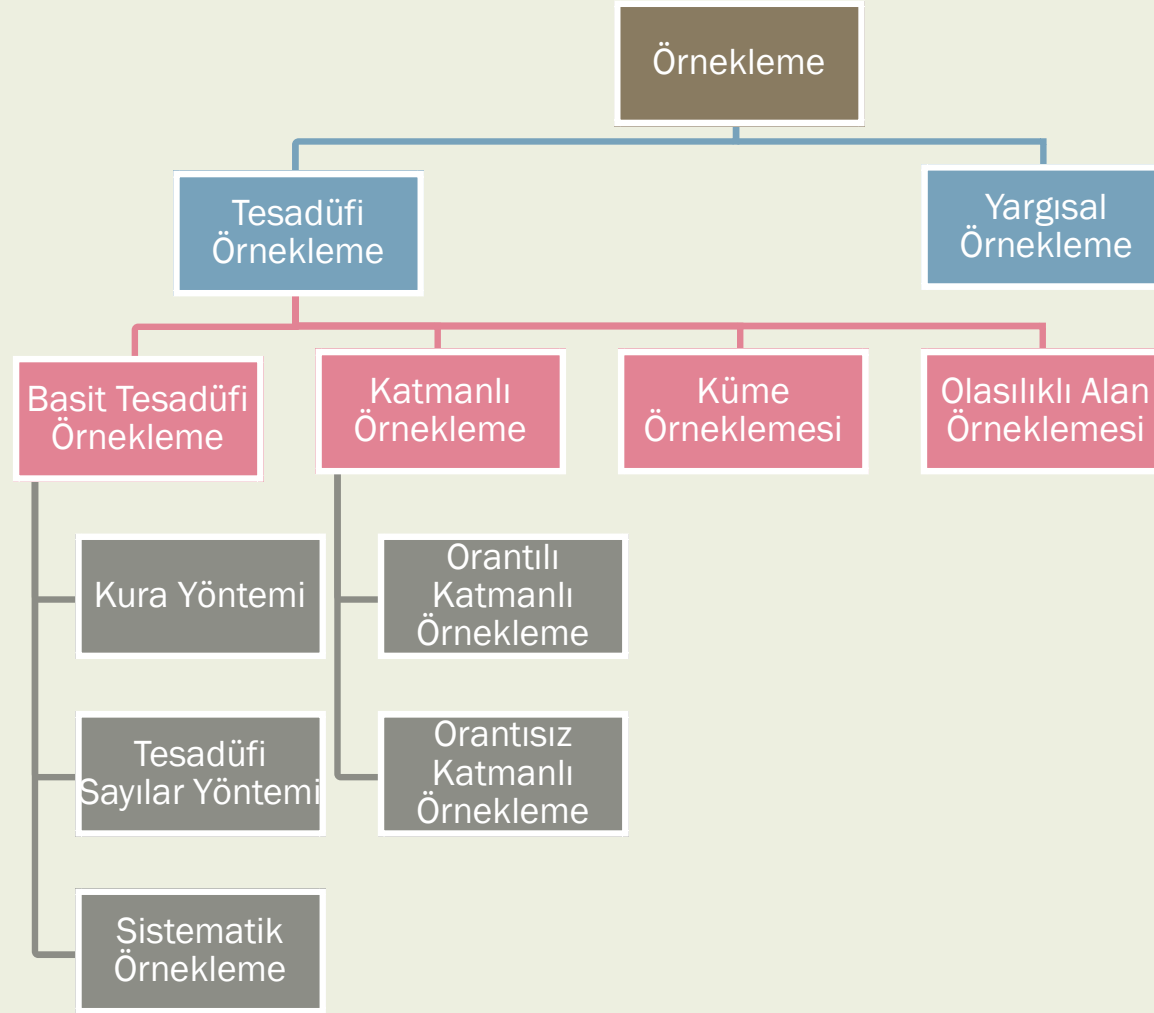 Örnekleme
Tesadüfi
Örnekleme
Yargısal
Örnekleme
Basit Tesadüfi
Örnekleme
Katmanlı
Örnekleme
Küme
Örneklemesi
Olasılıklı Alan
Örneklemesi
Kura Yöntemi
Tesadüfi
Sayılar Yöntemi
Sistematik
Örnekleme
Orantılı
Katmanlı
Örnekleme
Orantısız
Katmanlı
Örnekleme